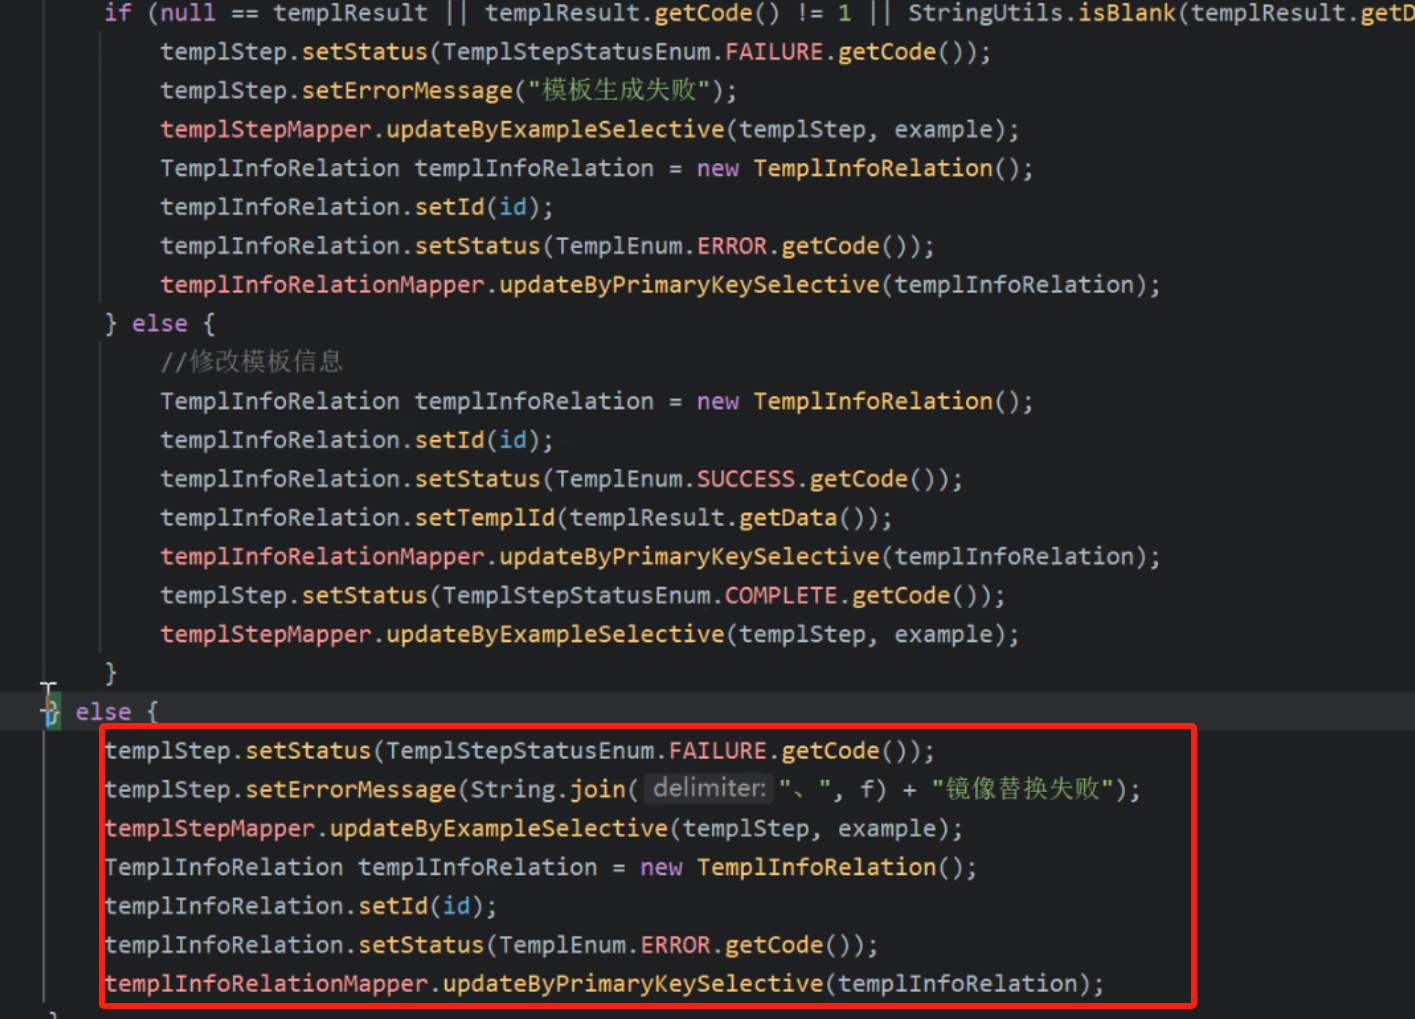 if (null == templResult || templResult.getCode() != 1 || StringUtils.isBlank(templResult.getD
templStep.setStatus(TemplStepStatusEnum.FAILURE.getCode());
templStep.setErrorMessage("模板生成失败");
templStepMapper.updateByExampleSelective(templStep, example);
TemplInfoRelation templInfoRelation = new TemplInfoRelation();
templInfoRelation.setId(id);
templInfoRelation.setStatus(TemplEnum.ERROR.getCode());
templInfoRelationMapper.updateByPrimaryKeySelective(templInfoRelation);
} else {
//修改模板信息
TemplInfoRelation templInfoRelation = new TemplInfoRelation();
templInfoRelation.setId(id);
templInfoRelation.setStatus(TemplEnum.SUCCESS.getCode());
templInfoRelation.setTemplId(templResult.getData());
templInfoRelationMapper.updateByPrimaryKeySelective(templInfoRelation);
templStep.setStatus(TemplStepStatusEnum.COMPLETE.getCode());
templStepMapper.updateByExampleSelective(templStep, example);
}
} else {
templStep.setStatus(TemplStepStatusEnum.FAILURE.getCode());
templStep.setErrorMessage(String.join( delimiter: "、", f) + "镜像替换失败");
templStepMapper.updateByExampleSelective(templStep, example);
TemplInfoRelation templInfoRelation = new TemplInfoRelation();
templInfoRelation.setId(id);
templInfoRelation.setStatus(TemplEnum.ERROR.getCode());
templInfoRelationMapper.updateByPrimaryKeySelective(templInfoRelation);